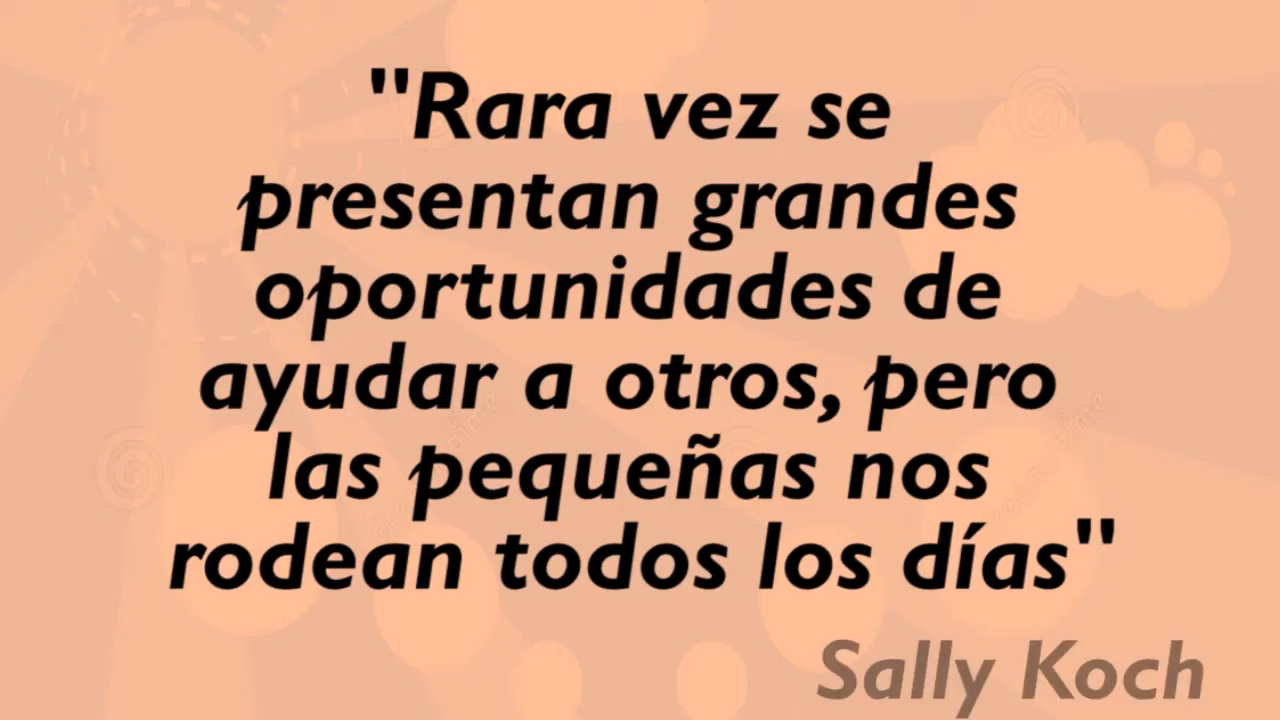 "Rara vez se
presentan grandes
oportunidades de
ayudar a otros, pero
las pequeñas nos
rodean todos los días"
Sally Koch